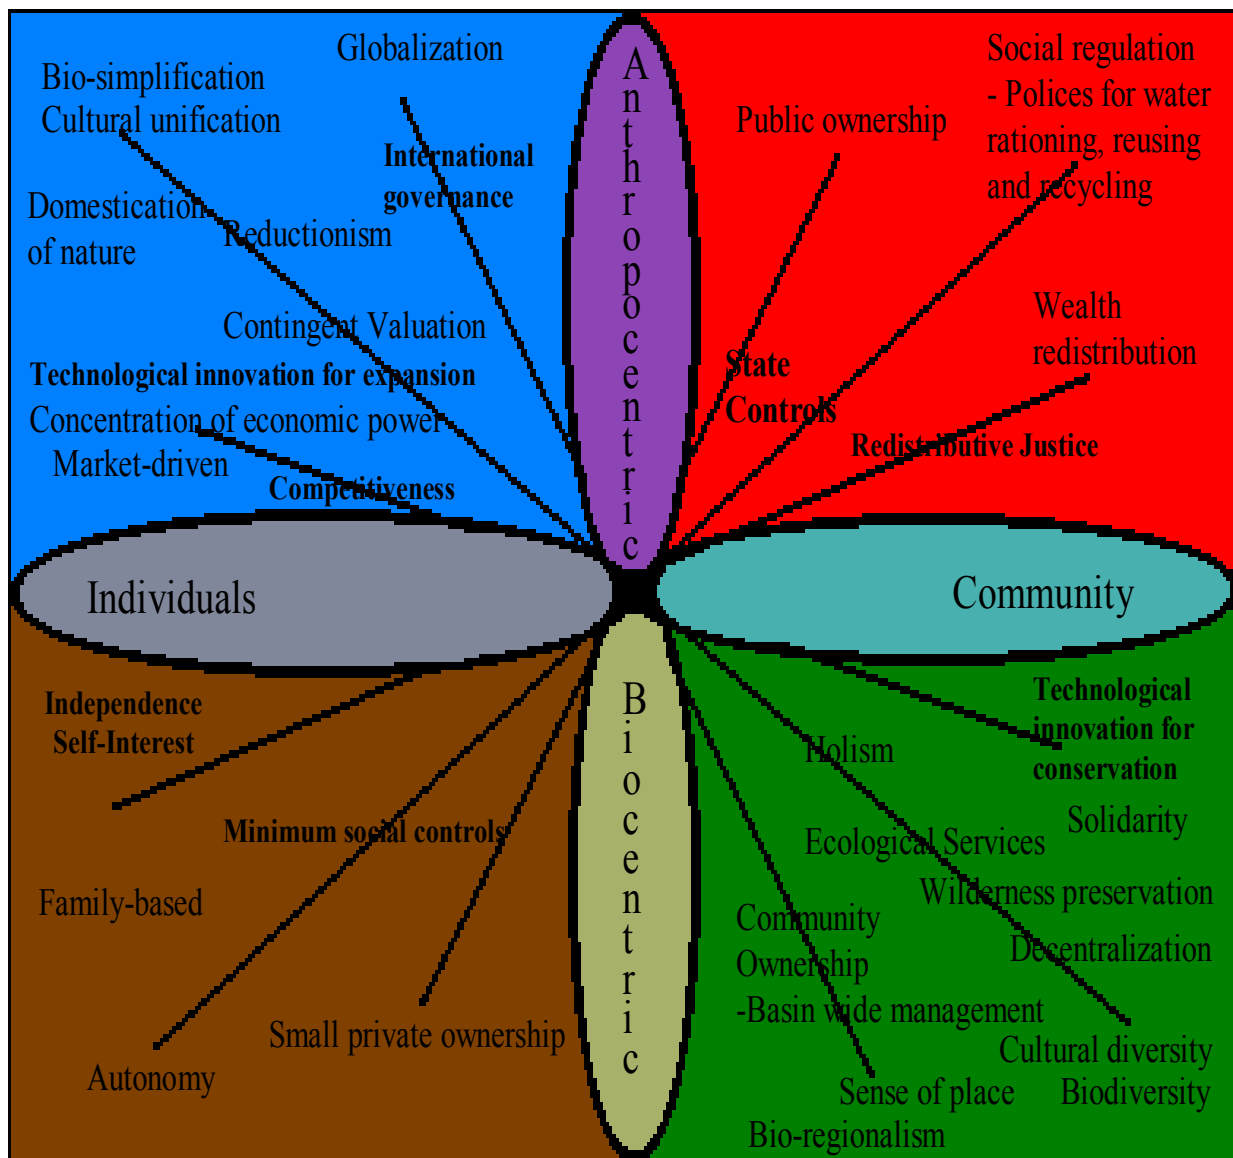 Globalization
Bio-simplification
Cultural unification
International
governance
Domestication
of nature
Reductionism
Contingent Valuation
Technological innovation for expansion
Concentration of economic power
Market-driven
Competitiveness
Anthropocentric
Public ownership
Social regulation
- Polices for water
rationing, reusing
and recycling
Wealth
redistribution
State
Controls
Redistributive Justice
Individuals
Community
Independence
Self-Interest
Minimum social controls
Family-based
Small private ownership
Autonomy
Biocentric
Technological
innovation for
conservation
Holism
Solidarity
Ecological Services
Wilderness preservation
Community
Ownership
-Basin wide management
Decentralization
Cultural diversity
Biodiversity
Sense of place
Bio-regionalism